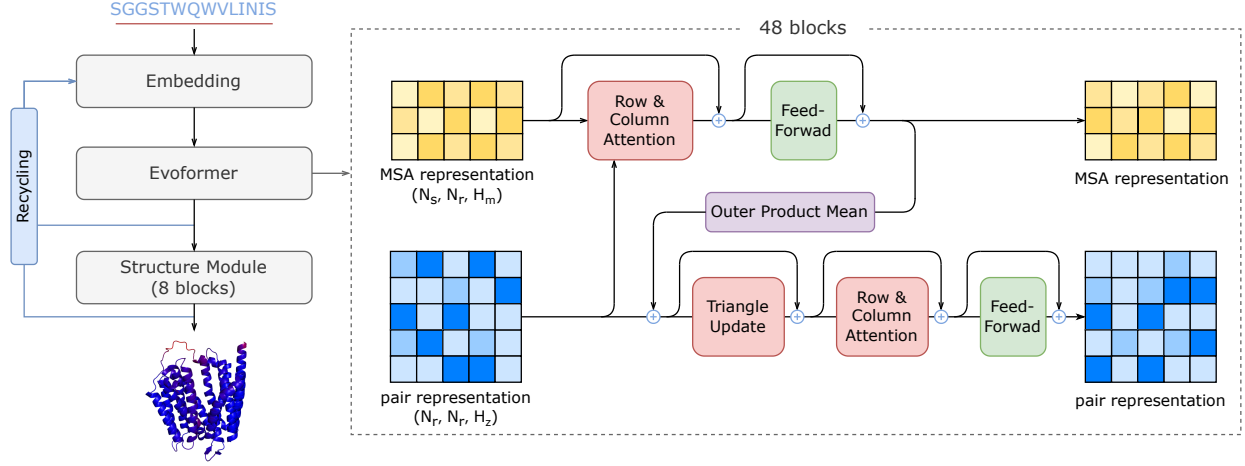 SGGSTWQWVLINIS
Embedding
Evoformer
Recycling
Structure Module
(8 blocks)
48 blocks
MSA representation
(Ns, Nr, Hm)
Row &
Column
Attention
Feed-
Forwad
MSA representation
Outer Product Mean
pair representation
(Nr, Nr, Hz)
Triangle
Update
Row &
Column
Attention
Feed-
Forwad
pair representation